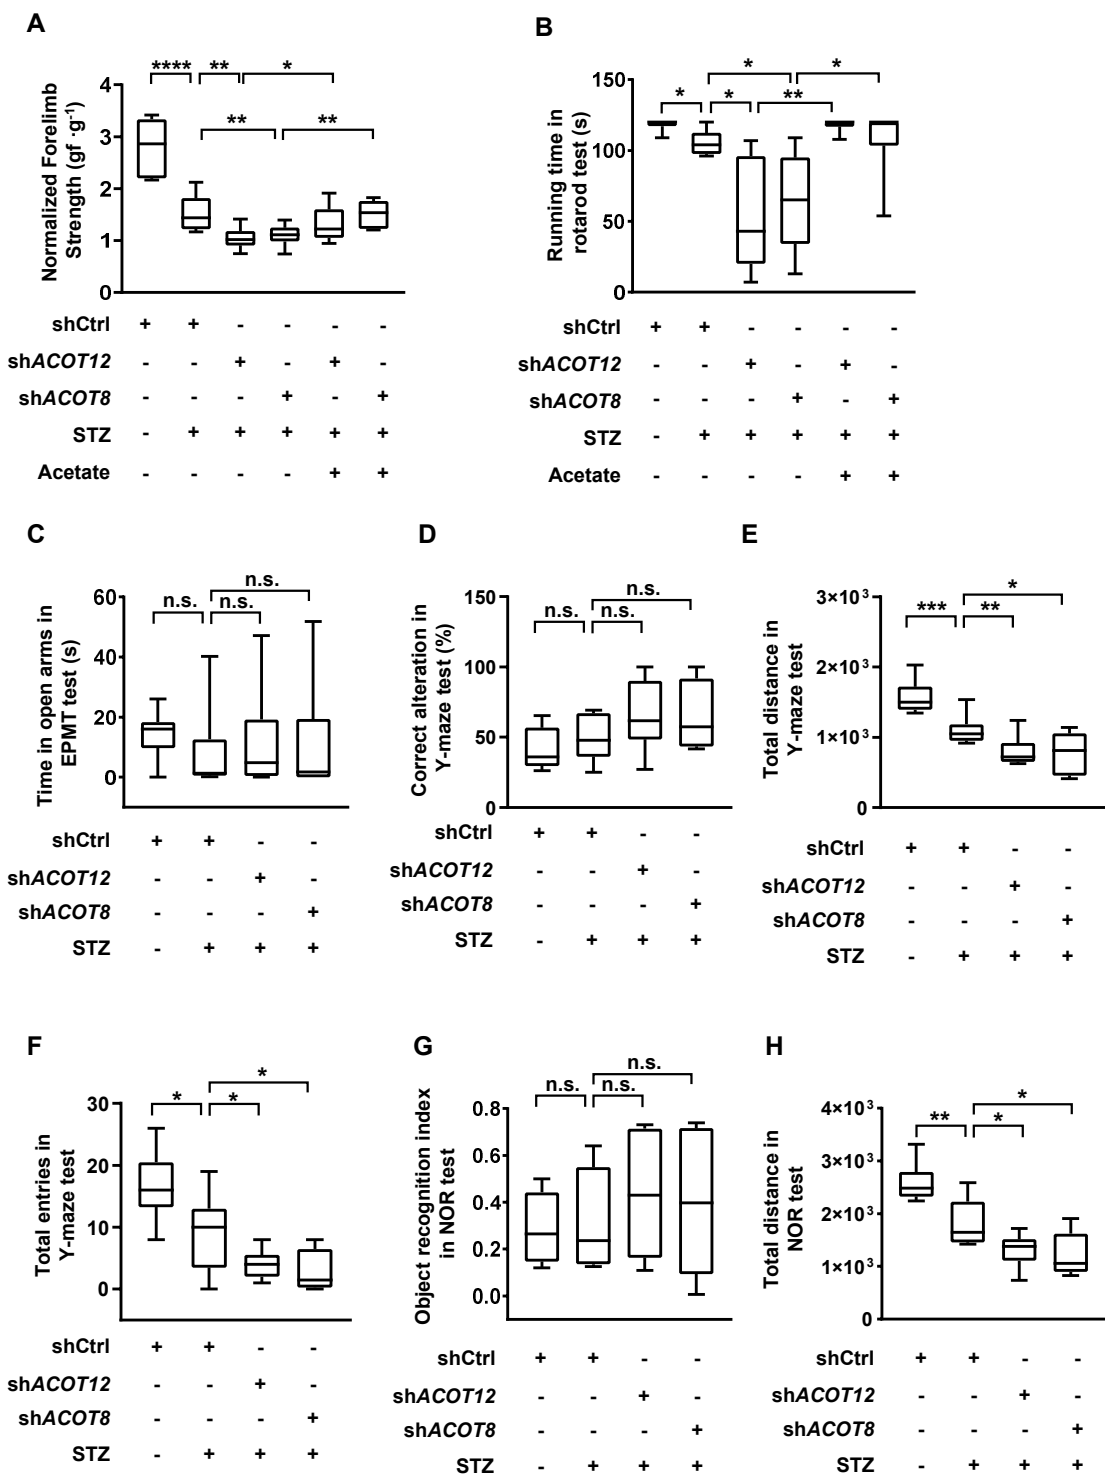 A
Normalized Forelimb
Strength (gf ·g⁻¹)
**** ** *
** **
4
3
2
1
0
shCtrl + + - - - -
shACOT12 - - + - + -
shACOT8 - - - + - +
STZ - + + + + +
Acetate - - - - + +
B
Running time in
rotarod test (s)
* *
* * **
150
100
50
0
shCtrl + + - - - -
shACOT12 - - + - + -
shACOT8 - - - + - +
STZ - + + + + +
Acetate - - - - + +
C
Time in open arms in
EPMT test (s)
n.s.
n.s. n.s.
60
40
20
0
shCtrl + + - -
shACOT12 - - + -
shACOT8 - - - +
STZ - + + +
D
Correct alteration in
Y-maze test (%)
n.s.
n.s. n.s.
150
100
50
0
shCtrl + + - -
shACOT12 - - + -
shACOT8 - - - +
STZ - + + +
E
Total distance in
Y-maze test
*
*** **
3×10³
2×10³
1×10³
0
shCtrl + + - -
shACOT12 - - + -
shACOT8 - - - +
STZ - + + +
F
Total entries in
Y-maze test
*
* *
30
20
10
0
shCtrl + + - -
shACOT12 - - + -
shACOT8 - - - +
STZ - + + +
G
Object recognition index
in NOR test
n.s.
n.s. n.s.
0.8
0.6
0.4
0.2
0.0
shCtrl + + - -
shACOT12 - - + -
shACOT8 - - - +
STZ - + + +
H
Total distance in
NOR test
*
** *
4×10³
3×10³
2×10³
1×10³
0
shCtrl + + - -
shACOT12 - - + -
shACOT8 - - - +
STZ - + + +